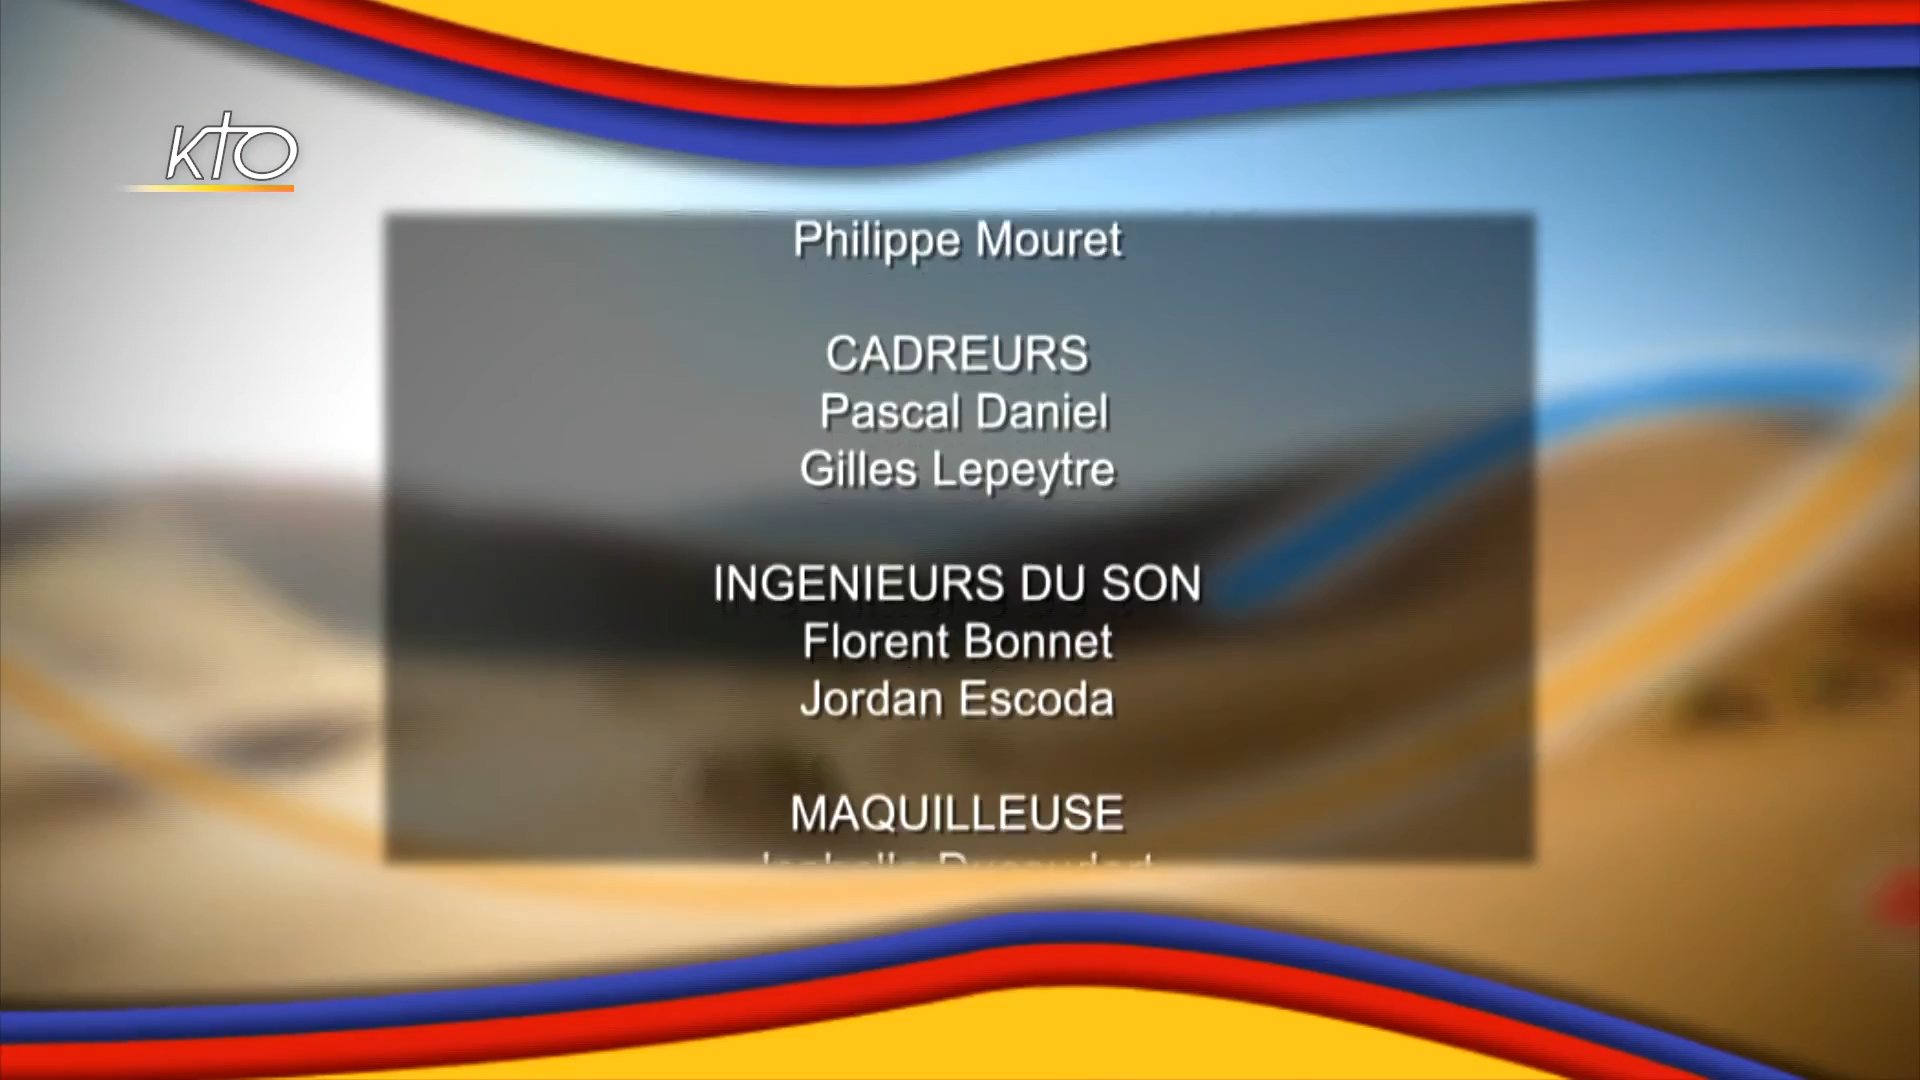 KTO
Philippe Mouret
CADREURS
Pascal Daniel
Gilles Lepeytre
INGENIEURS DU SON
Florent Bonnet
Jordan Escoda
MAQUILLEUSE